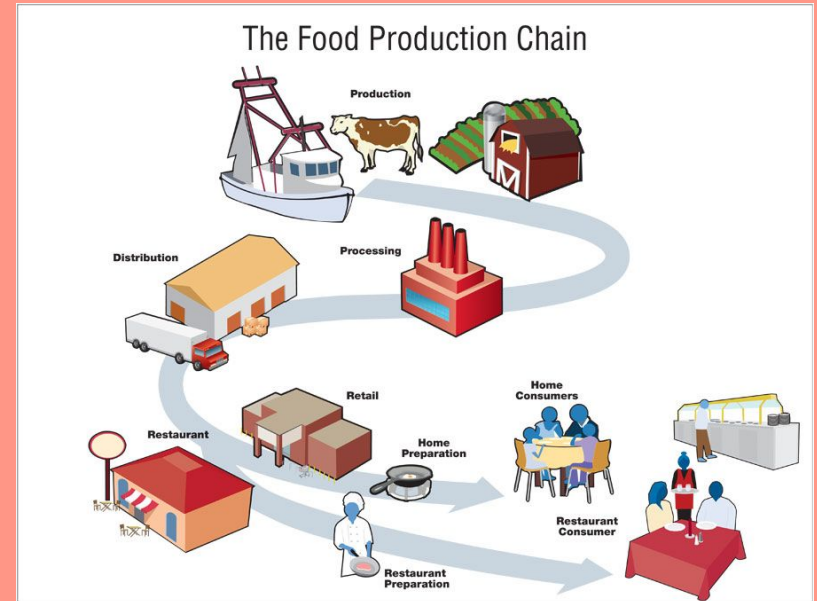 The Food Production Chain
Production
Processing
Distribution
Retail
Home
Consumers
Restaurant
Home
Preparation
Restaurant
Consumer
Restaurant
Preparation